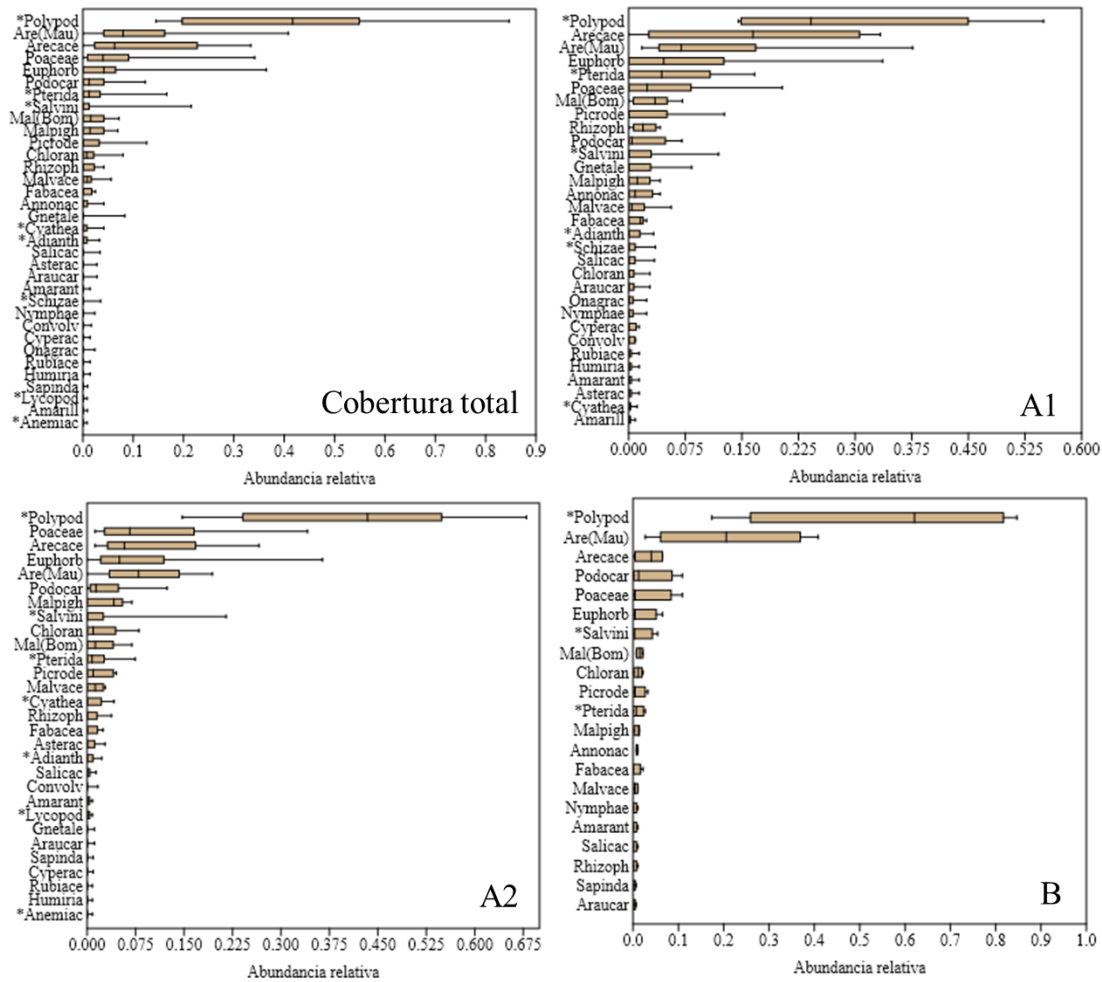 *Polypod
Are(Mau)
Arecace
Poaceae
Euphorb
Podocar
*Pterida
*Salvini
Mal(Bom)
Malpigh
Picrode
Chloran
Rhizoph
Malvace
Fabacea
Annonac
Gnetale
*Cyathea
*Adianth
Salicac
Asterac
Araucar
Amarant
*Schizae
Nymphae
Convolv
Cyperac
Onagrac
Rubiace
Humiria
Sapinda
*Lycopod
Amarill
*Anemiac
Cobertura total
0.0 0.1 0.2 0.3 0.4 0.5 0.6 0.7 0.8 0.9
Abundancia relativa
*Polypod
Arecace
Are(Mau)
Euphorb
*Pterida
Poaceae
Mal(Bom)
Picrode
Rhizoph
Podocar
*Salvini
Gnetale
Malpigh
Annonac
Malvace
Fabacea
*Adianth
*Schizae
Salicac
Chloran
Araucar
Onagrac
Nymphae
Cyperac
Convolv
Rubiace
Humiria
Amarant
Asterac
*Cyathea
Amarill
A1
0.000 0.075 0.150 0.225 0.300 0.375 0.450 0.525 0.600
Abundancia relativa
*Polypod
Poaceae
Arecace
Euphorb
Are(Mau)
Podocar
Malpigh
*Salvini
Chloran
Mal(Bom)
*Pterida
Picrode
Malvace
*Cyathea
Rhizoph
Fabacea
Asterac
*Adianth
Salicac
Convolv
Amarant
*Lycopod
Gnetale
Araucar
Sapinda
Cyperac
Rubiace
Humiria
*Anemiac
A2
0.000 0.075 0.150 0.225 0.300 0.375 0.450 0.525 0.600 0.675
Abundancia relativa
*Polypod
Are(Mau)
Arecace
Podocar
Poaceae
Euphorb
*Salvini
Mal(Bom)
Chloran
Picrode
*Pterida
Malpigh
Annonac
Fabacea
Malvace
Nymphae
Amarant
Salicac
Rhizoph
Sapinda
Araucar
B
0.0 0.1 0.2 0.3 0.4 0.5 0.6 0.7 0.8 0.9 1.0
Abundancia relativa